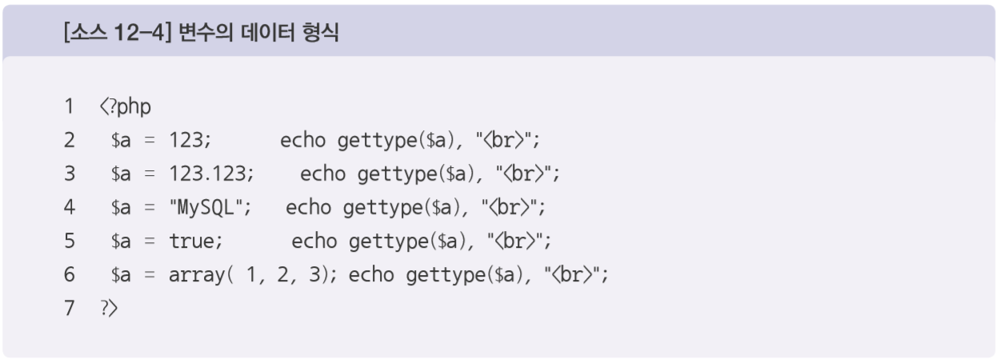 [소스 12-4] 변수의 데이터 형식
1 <?php
2 $a = 123; echo gettype($a), "<br>";
3 $a = 123.123; echo gettype($a), "<br>";
4 $a = "MySQL"; echo gettype($a), "<br>";
5 $a = true; echo gettype($a), "<br>";
6 $a = array( 1, 2, 3); echo gettype($a), "<br>";
7 ?>